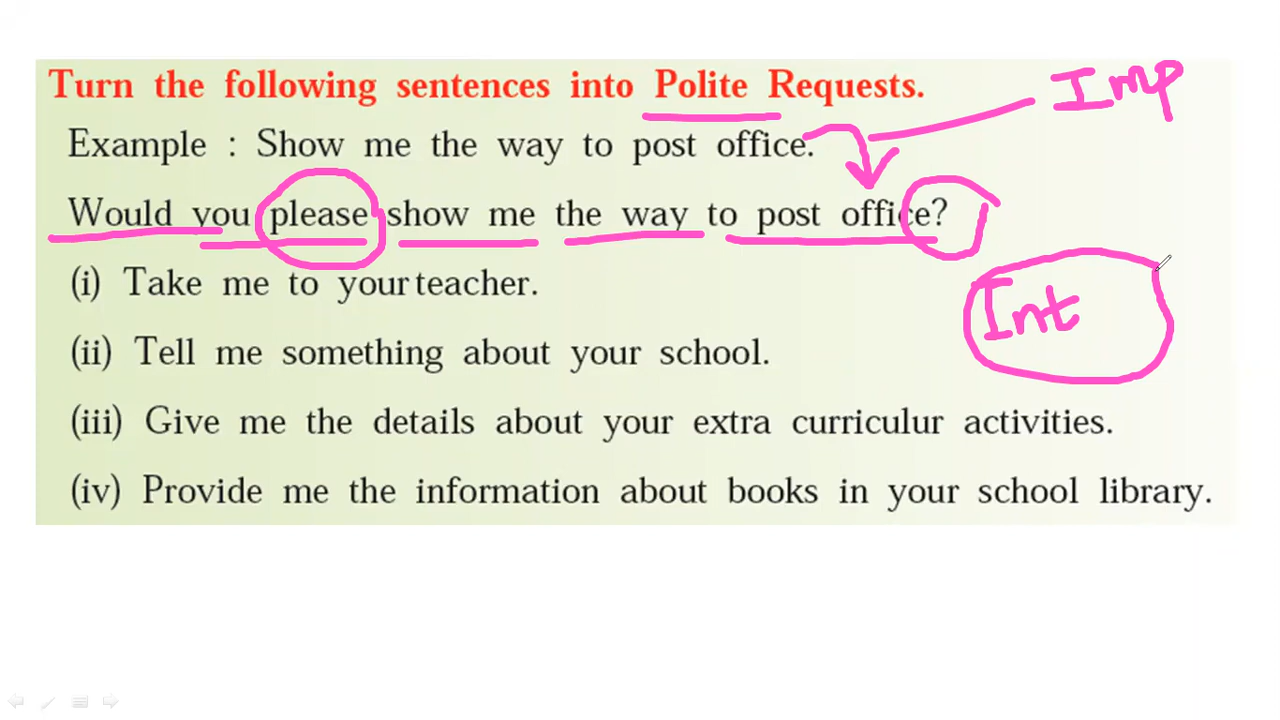 Turn the following sentences into Polite Requests.
Imp
Example : Show me the way to post office.
Would you please show me the way to post office?
(i) Take me to your teacher.
Int
(ii) Tell me something about your school.
(iii) Give me the details about your extra curriculur activities.
(iv) Provide me the information about books in your school library.